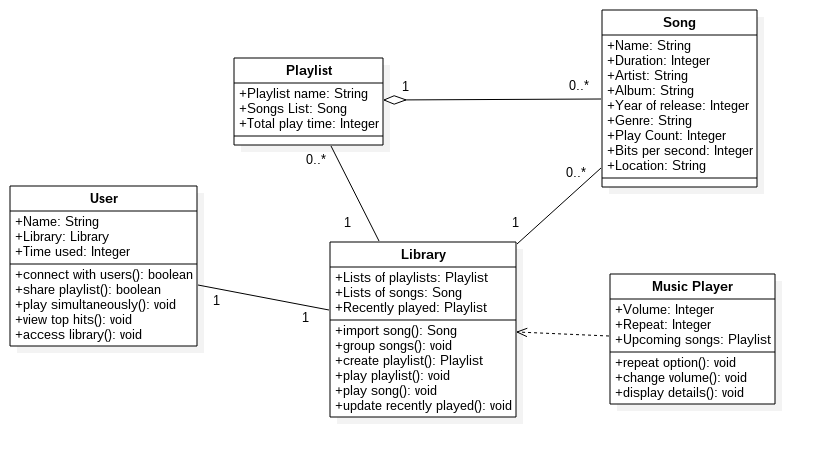 Song
+Name: String
+Duration: Integer
+Artist: String
+Album: String
+Year of release: Integer
+Genre: String
+Play Count: Integer
+Bits per second: Integer
+Location: String
Playlist
+Playlist name: String
+Songs List: Song
+Total play time: Integer
1
0..*
0..*
1
0..*
1
User
+Name: String
+Library: Library
+Time used: Integer
+connect with users(): boolean
+share playlist(): boolean
+play simultaneously(): void
+view top hits(): void
+access library(): void
1
1
Library
+Lists of playlists: Playlist
+Lists of songs: Song
+Recently played: Playlist
+import song(): Song
+group songs(): void
+create playlist(): Playlist
+play playlist(): void
+play song(): void
+update recently played(): void
Music Player
+Volume: Integer
+Repeat: Integer
+Upcoming songs: Playlist
+repeat option(): void
+change volume(): void
+display details(): void